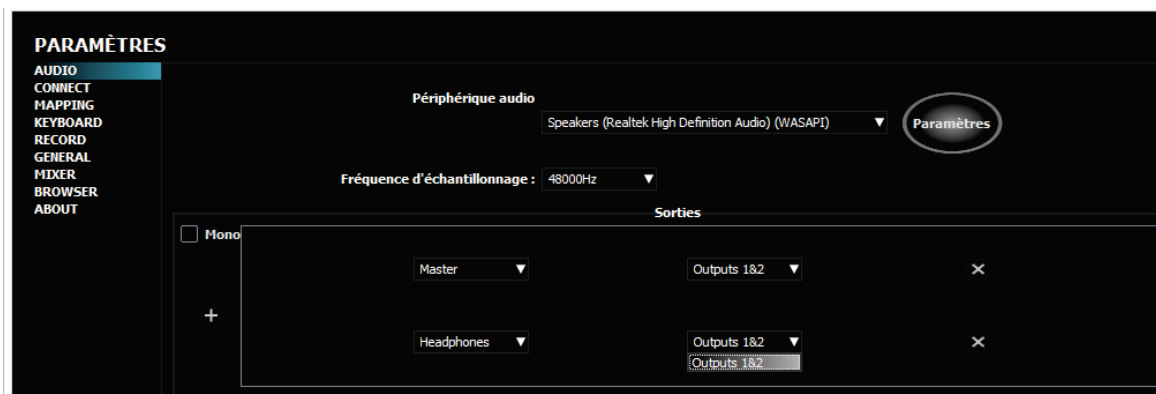 PARAMÈTRES
AUDIO
CONNECT
MAPPING
KEYBOARD
RECORD
GENERAL
MIXER
BROWSER
ABOUT
Périphérique audio
Speakers (Realtek High Definition Audio) (WASAPI)
Paramètres
Fréquence d'échantillonnage : 48000Hz
Sorties
Mono
Master Outputs 1&2
+
Headphones Outputs 1&2
Outputs 1&2